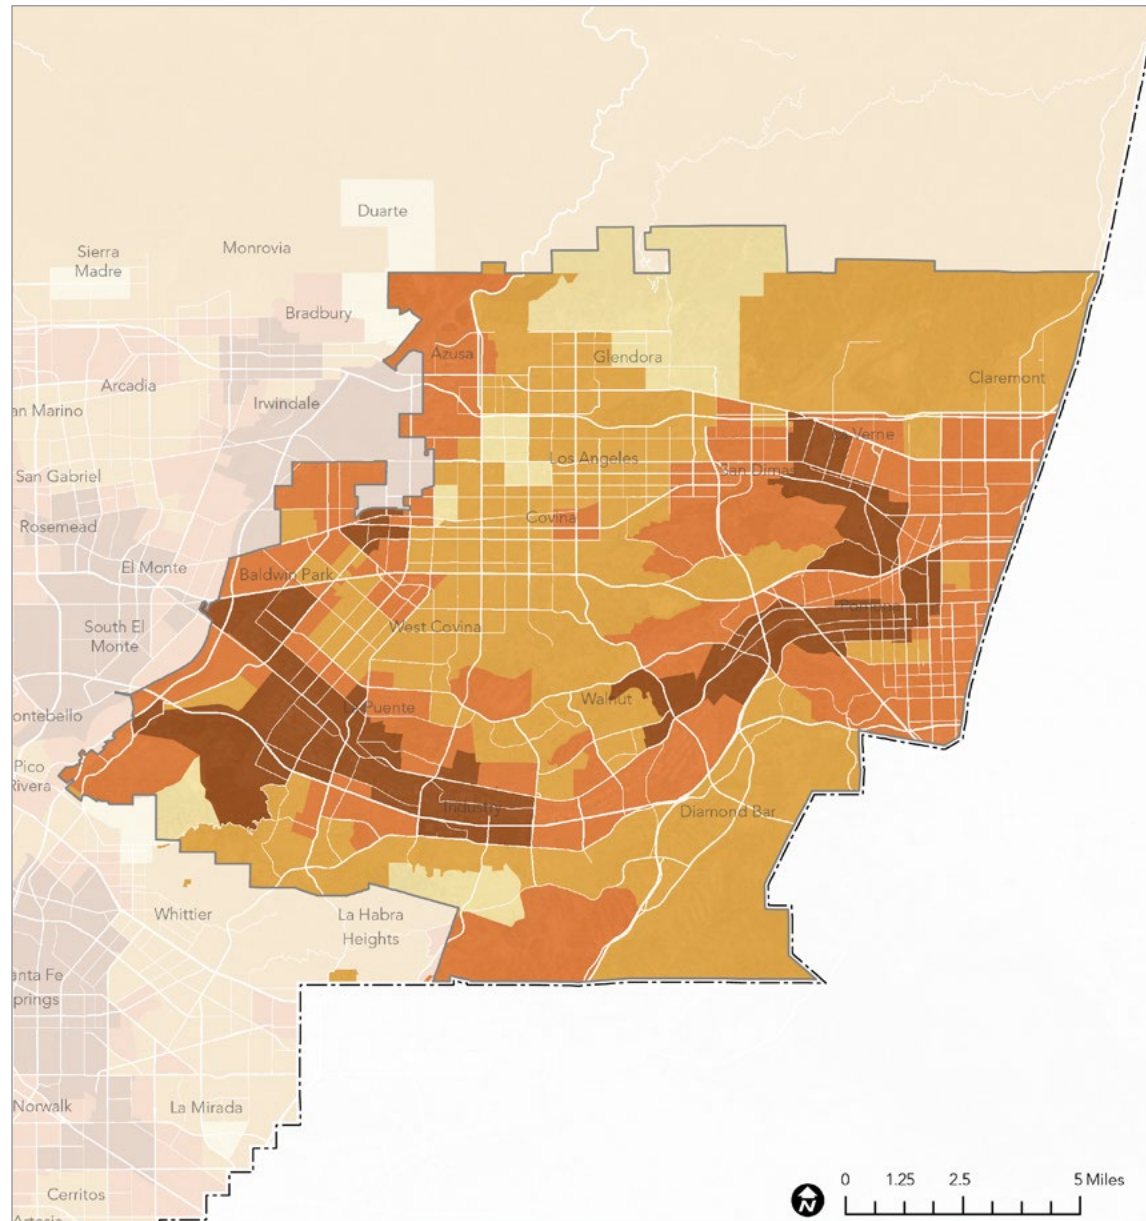 Duarte
Sierra
Madre
Monrovia
Bradbury
Azusa
Glendora
Claremont
Arcadia
an Marino
Irwindale
La Verne
San Gabriel
Los Angeles
San Dimas
Rosemead
Covina
El Monte
Baldwin Park
Pomona
South El
Monte
West Covina
Walnut
La Puente
ontebello
Pico
Rivera
Industry
Diamond Bar
Whittier
La Habra
Heights
anta Fe
prings
Norwalk
La Mirada
Cerritos
Artesia
N
0 1.25 2.5 5 Miles